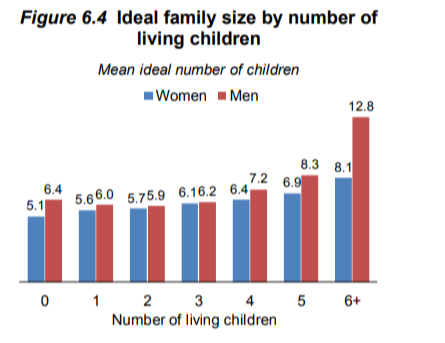 Figure 6.4 Ideal family size by number of
living children
Mean ideal number of children
Women Men
5.1 6.4 5.6 6.0 5.7 5.9 6.1 6.2 6.4 7.2 6.9 8.3 8.1 12.8
0 1 2 3 4 5 6+
Number of living children